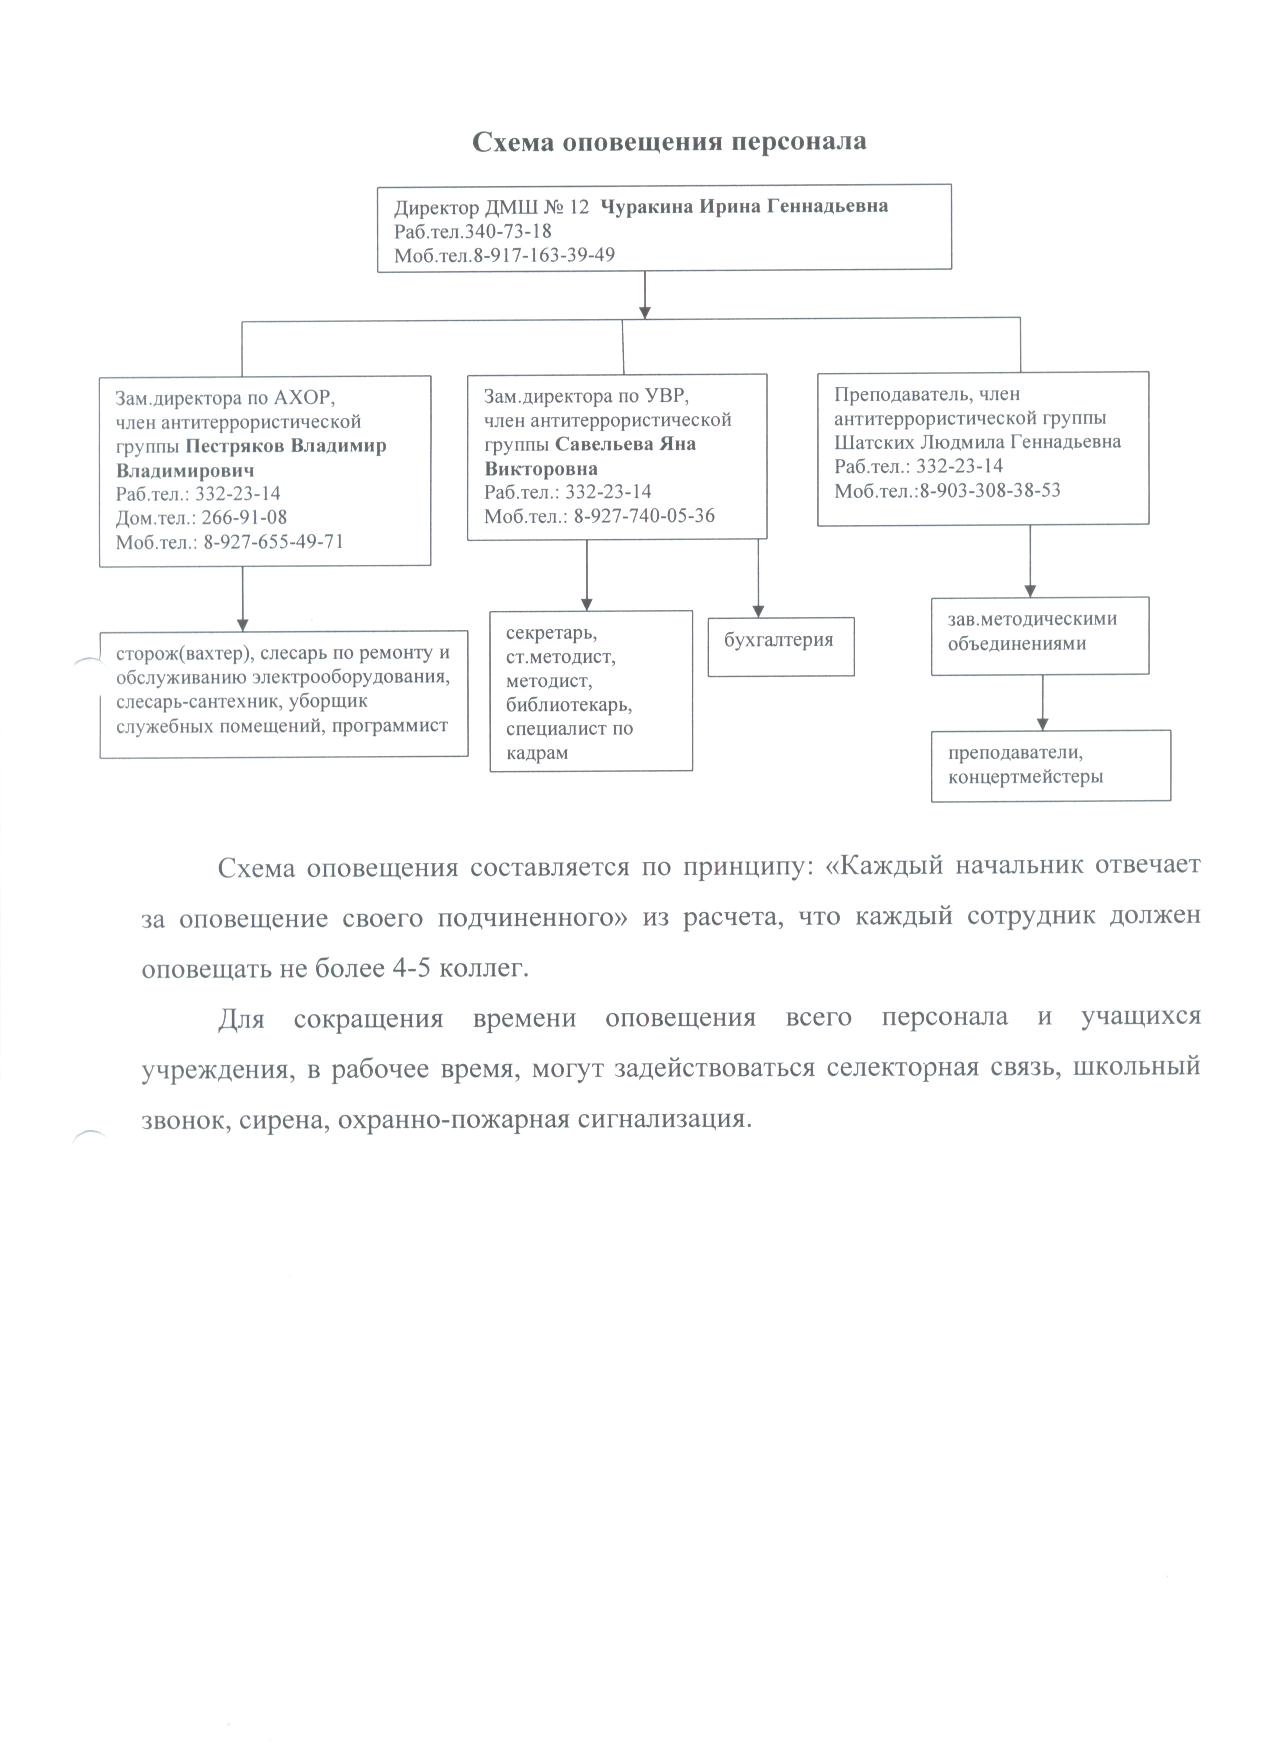 Схема оповещения персонала
Директор ДМШ № 12 Чуракина Ирина Геннадьевна
Раб.тел.340-73-18
Моб.тел.8-917-163-39-49
Зам.директора по АХОР,
член антитеррористической
группы Пестряков Владимир
Владимирович
Раб.тел.: 332-23-14
Дом.тел.: 266-91-08
Моб.тел.: 8-927-655-49-71
Зам.директора по УВР,
член антитеррористической
группы Савельева Яна
Викторовна
Раб.тел.: 332-23-14
Моб.тел.: 8-927-740-05-36
Преподаватель, член
антитеррористической группы
Шатских Людмила Геннадьевна
Раб.тел.: 332-23-14
Моб.тел.:8-903-308-38-53
сторож(вахтер), слесарь по ремонту и
обслуживанию электрооборудования,
слесарь-сантехник, уборщик
служебных помещений, программист
секретарь,
ст.методист,
методист,
библиотекарь,
специалист по
кадрам
бухгалтерия
зав.методическими
объединениями
преподаватели,
концертмейстеры
Схема оповещения составляется по принципу: «Каждый начальник отвечает
за оповещение своего подчиненного» из расчета, что каждый сотрудник должен
оповещать не более 4-5 коллег.
Для сокращения времени оповещения всего персонала и учащихся
учреждения, в рабочее время, могут задействоваться селекторная связь, школьный
звонок, сирена, охранно-пожарная сигнализация.